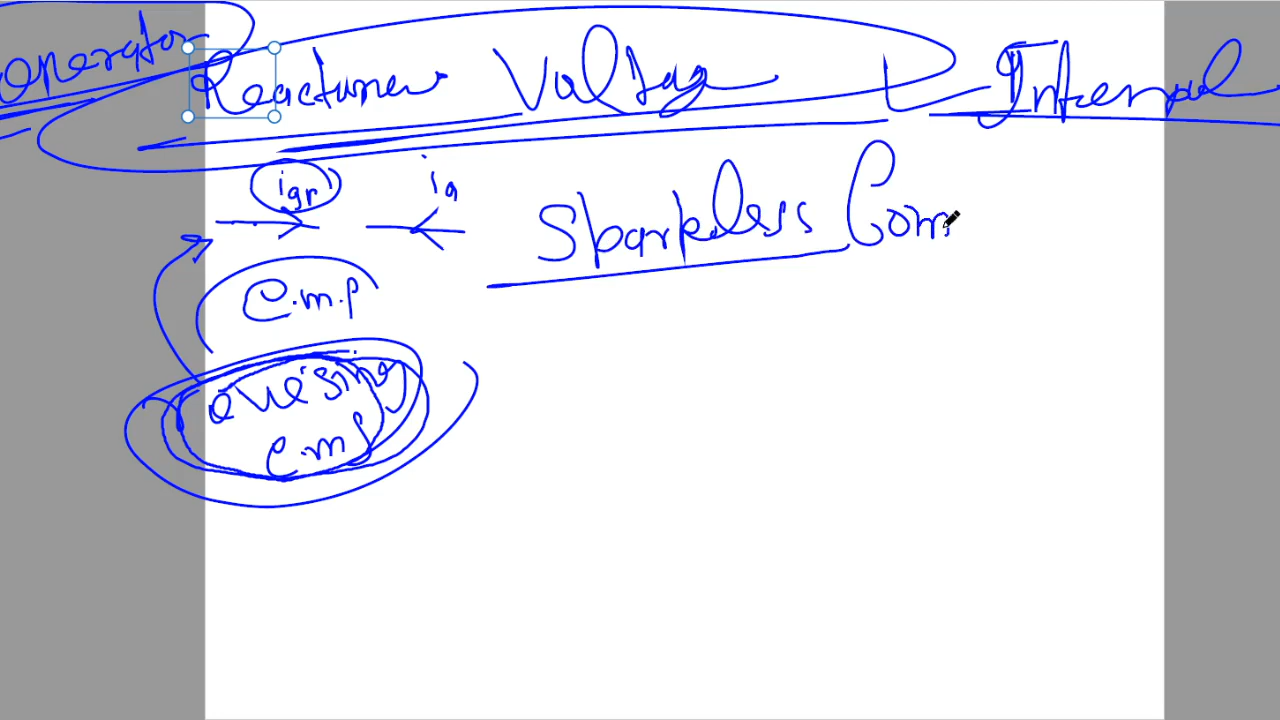 Generator Reactance Voltage Internal
igr ia
Sparkless Com
e.m.f
reversing
e.m.f